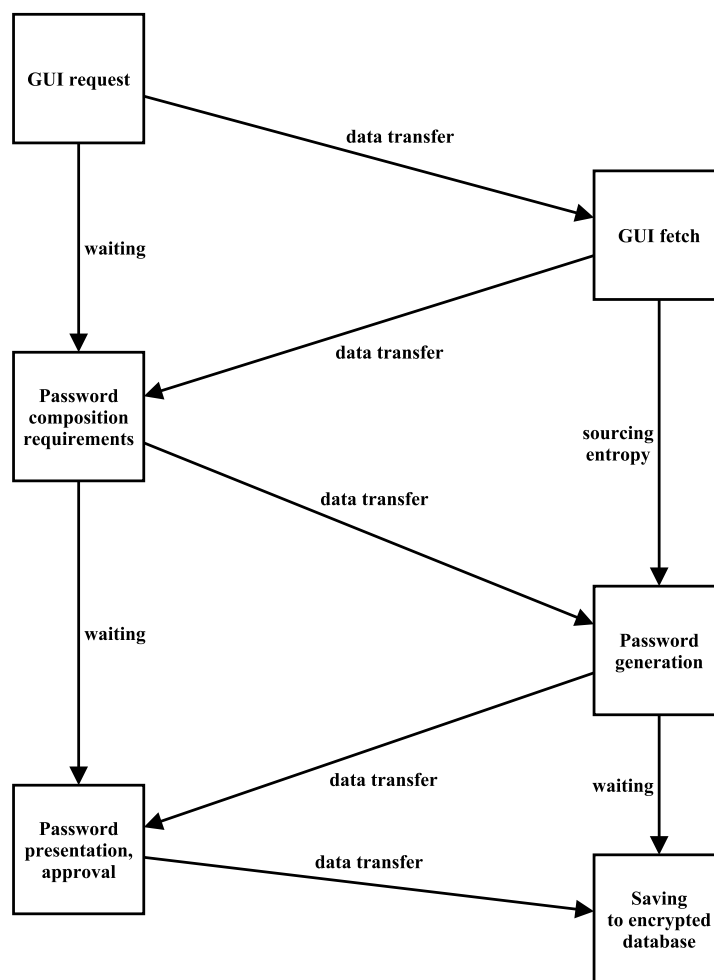 GUI request
data transfer
GUI fetch
waiting
data transfer
Password
composition
requirements
sourcing
entropy
data transfer
waiting
Password
generation
data transfer
waiting
Password
presentation,
approval
data transfer
Saving
to encrypted
database